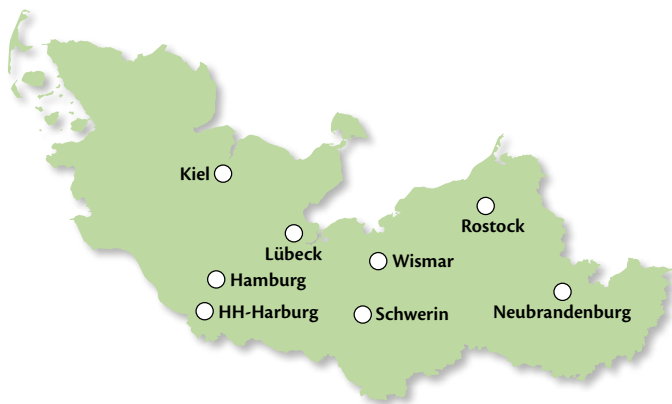 Kiel
Rostock
Lübeck
Wismar
Hamburg
HH-Harburg
Schwerin
Neubrandenburg